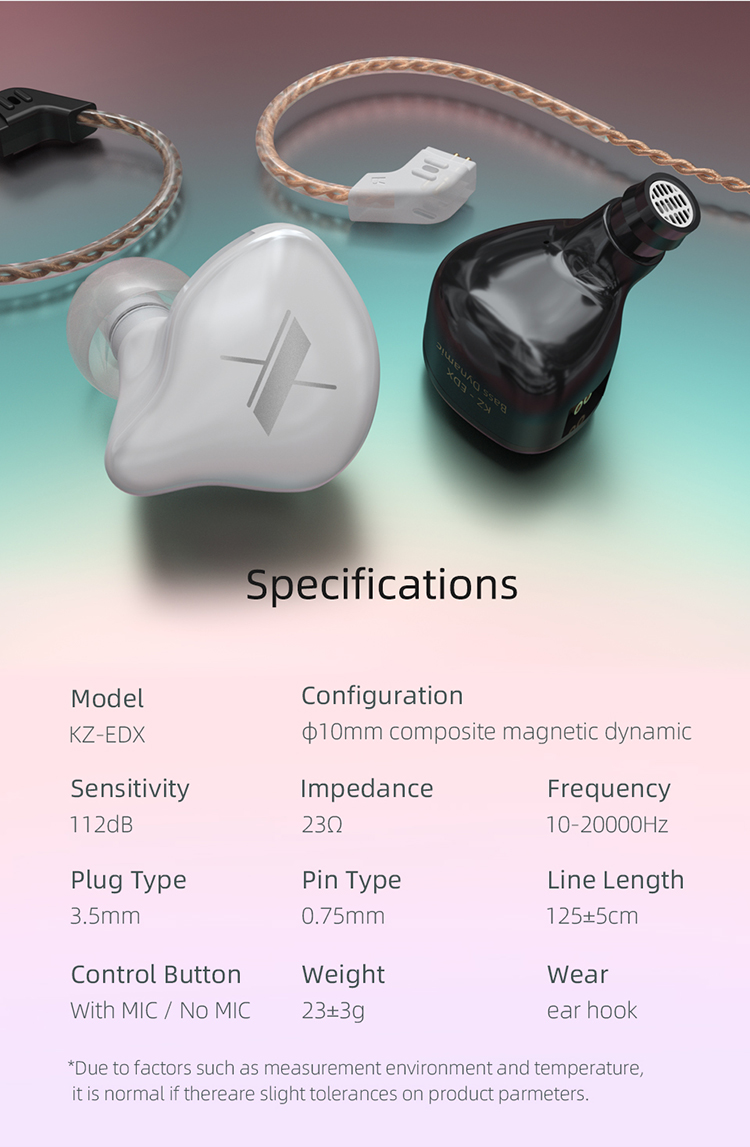 KZ - EDX
Bass Dynamic
Specifications
Model
KZ-EDX
Configuration
ϕ10mm composite magnetic dynamic
Sensitivity
112dB
Impedance
23Ω
Frequency
10-20000Hz
Plug Type
3.5mm
Pin Type
0.75mm
Line Length
125±5cm
Control Button
With MIC / No MIC
Weight
23±3g
Wear
ear hook
*Due to factors such as measurement environment and temperature,
it is normal if thereare slight tolerances on product parmeters.